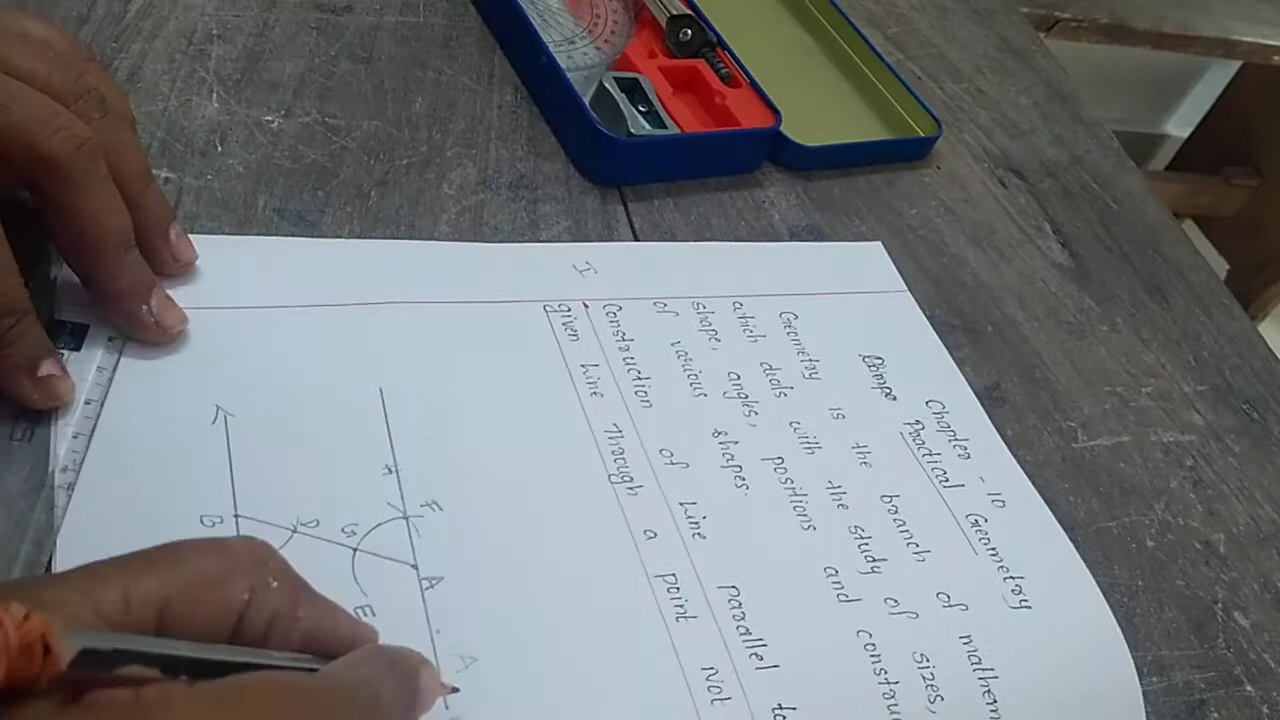 Chapter - 10
Practical Geometry
Geometry is the branch of mathem
which deals with the study of sizes,
shape, angles, positions and constru
of various shapes.
I Construction of Line parallel to
given Line Through a point Not
F
A
G
D
B
E
A